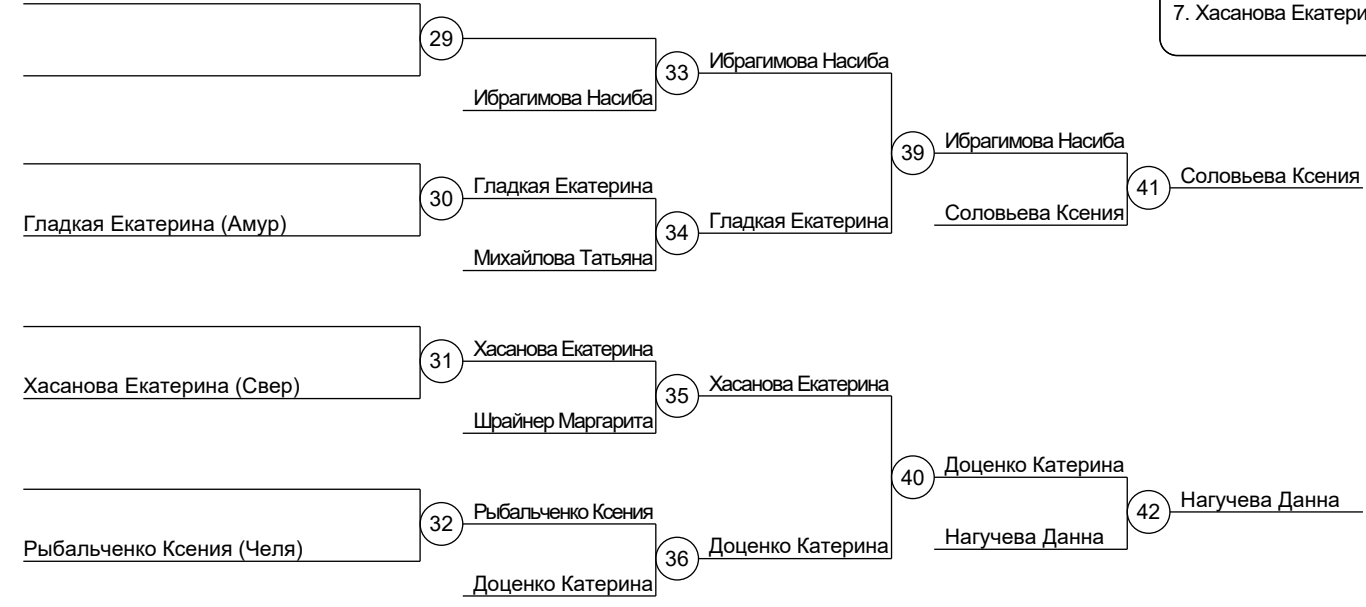 7. Хасанова
29
Ибрагимова Насиба
33
Ибрагимова Насиба
Ибрагимова Насиба
39
Соловьева Ксения
41
Гладкая Екатерина
30
Соловьева Ксения
Гладкая Екатерина (Амур)
34
Гладкая Екатерина
Михайлова Татьяна
Хасанова Екатерина
31
Хасанова Екатерина (Свер)
35
Хасанова Екатерина
Шрайнер Маргарита
Доценко Катерина
40
Нагучева Данна
42
Рыбальченко Ксения
32
Нагучева Данна
Рыбальченко Ксения (Челя)
36
Доценко Катерина
Доценко Катерина